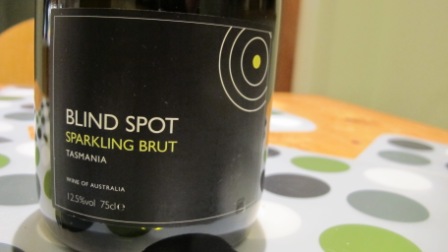 BLIND SPOT
SPARKLING BRUT
TASMANIA
WINE OF AUSTRALIA
12.5%vol 75cl℮